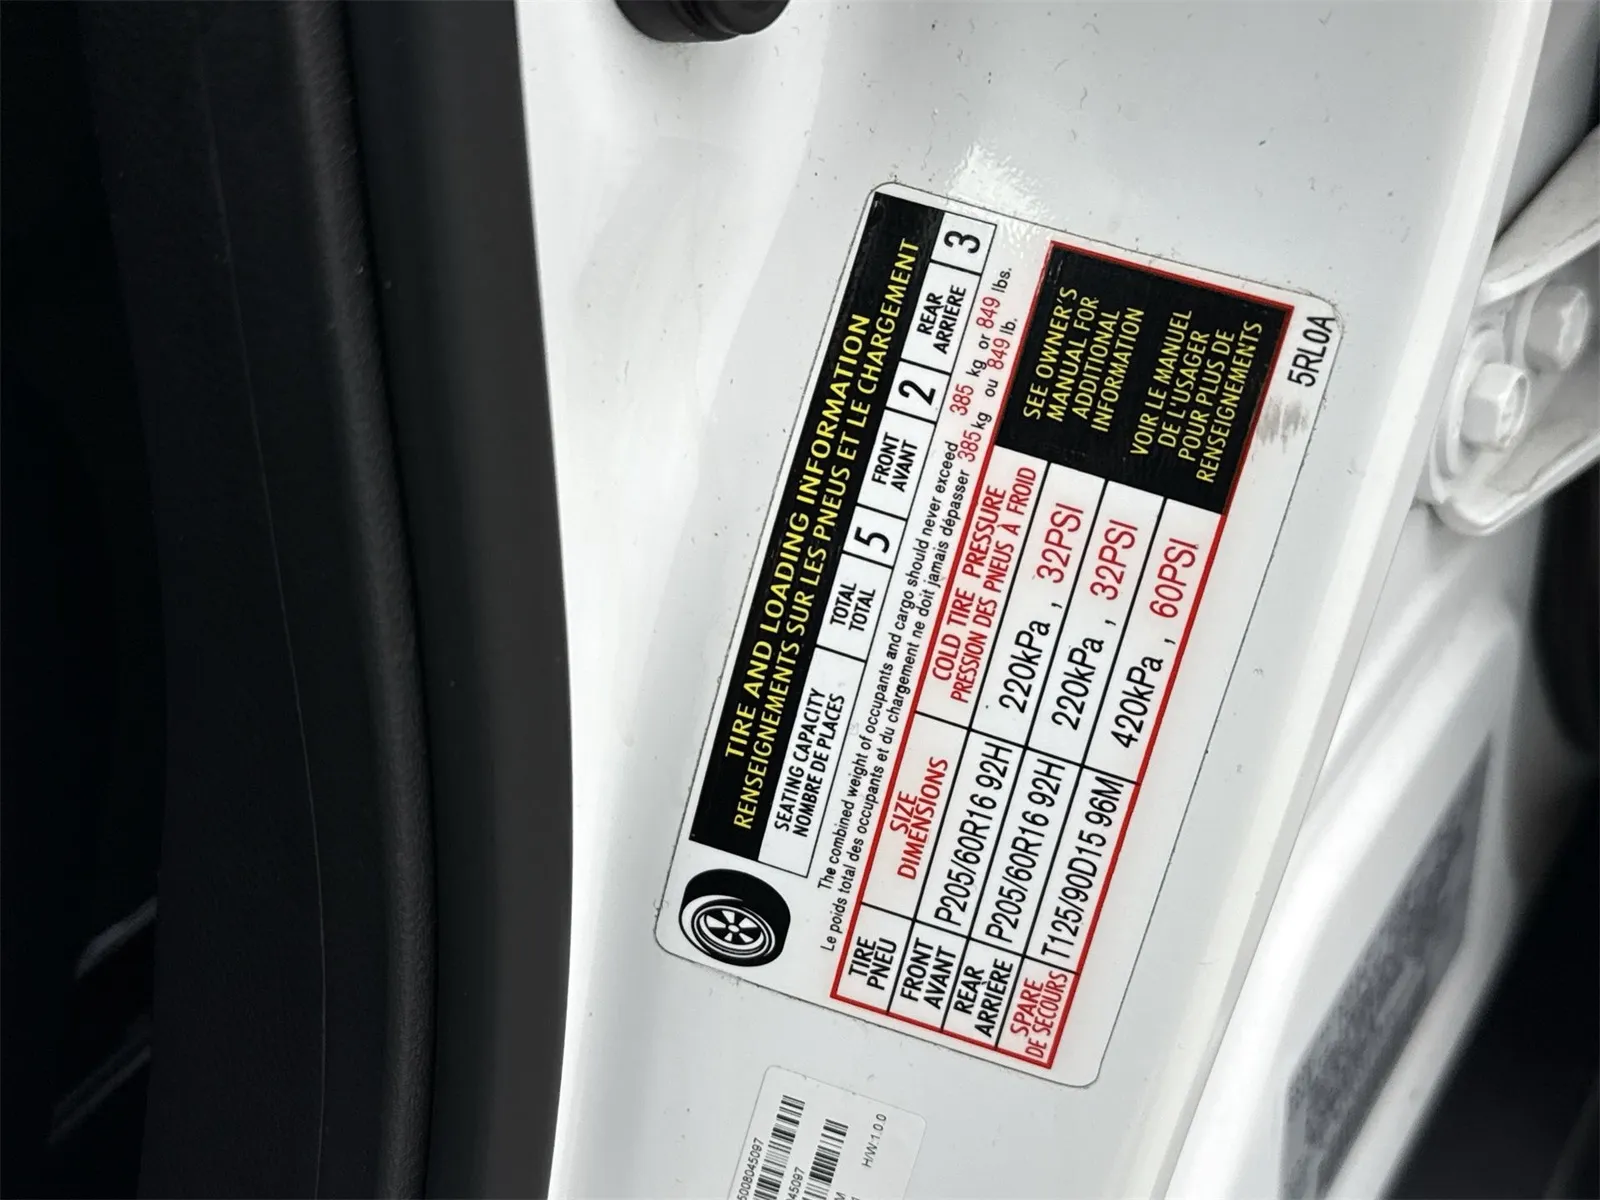 TIRE AND LOADING INFORMATION
RENSEIGNEMENTS SUR LES PNEUS ET LE CHARGEMENT
SEATING CAPACITY TOTAL 5 FRONT 2 REAR 3
NOMBRE DE PLACES TOTAL AVANT ARRIÈRE
The combined weight of occupants and cargo should never exceed 385 kg or 849 lbs.
Le poids total des occupants et du chargement ne doit jamais dépasser 385 kg ou 849 lb.
TIRE SIZE COLD TIRE PRESSURE
PNEU DIMENSIONS PRESSION DES PNEUS À FROID
FRONT
AVANT P205/60R16 92H 220kPa, 32PSI
REAR
ARRIERE P205/60R16 92H 220kPa, 32PSI
SPARE
DE SECOURS T125/90D15 96M 420kPa, 60PSI
SEE OWNER'S
MANUAL FOR
ADDITIONAL
INFORMATION
VOIR LE MANUEL
DE L'USAGER
POUR PLUS DE
RENSEIGNEMENTS
5RL0A
H/W:1.0.0